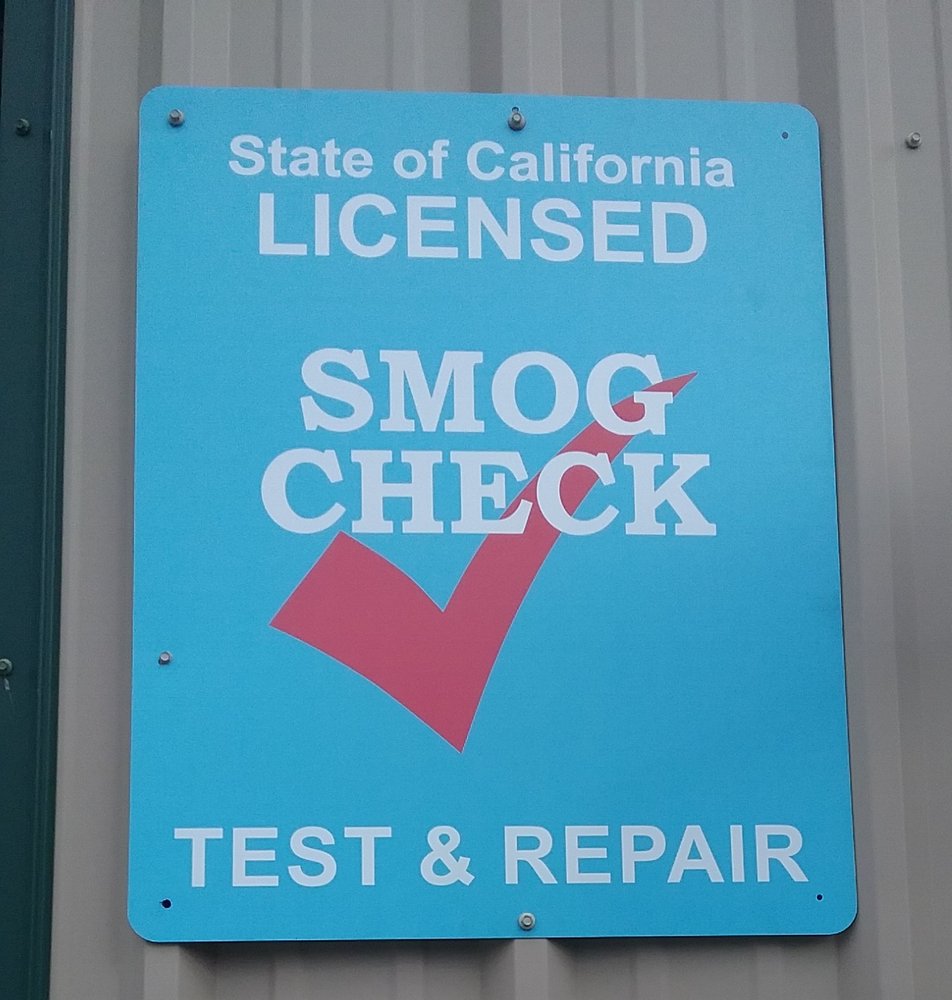 State of California
LICENSED
SMOG
CHECK
TEST & REPAIR